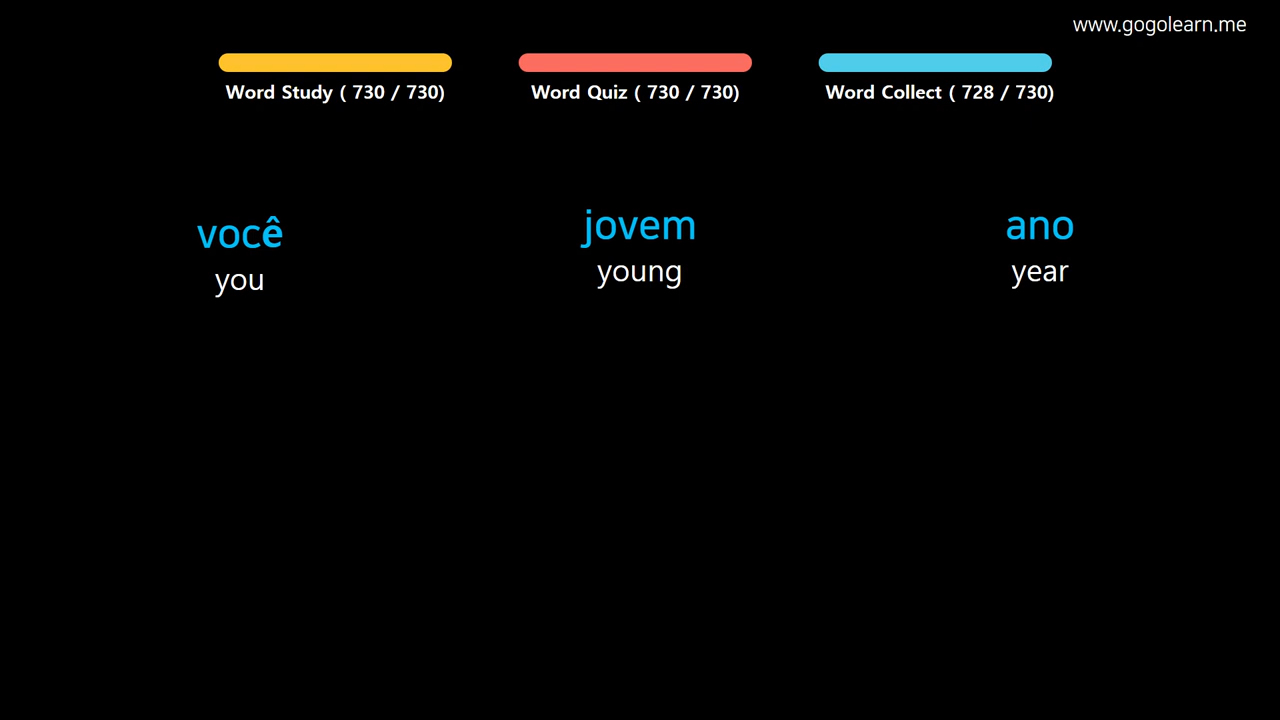 www.gogolearn.me
Word Study ( 730 / 730)
Word Quiz ( 730 / 730)
Word Collect ( 728 / 730)
você
you
jovem
young
ano
year